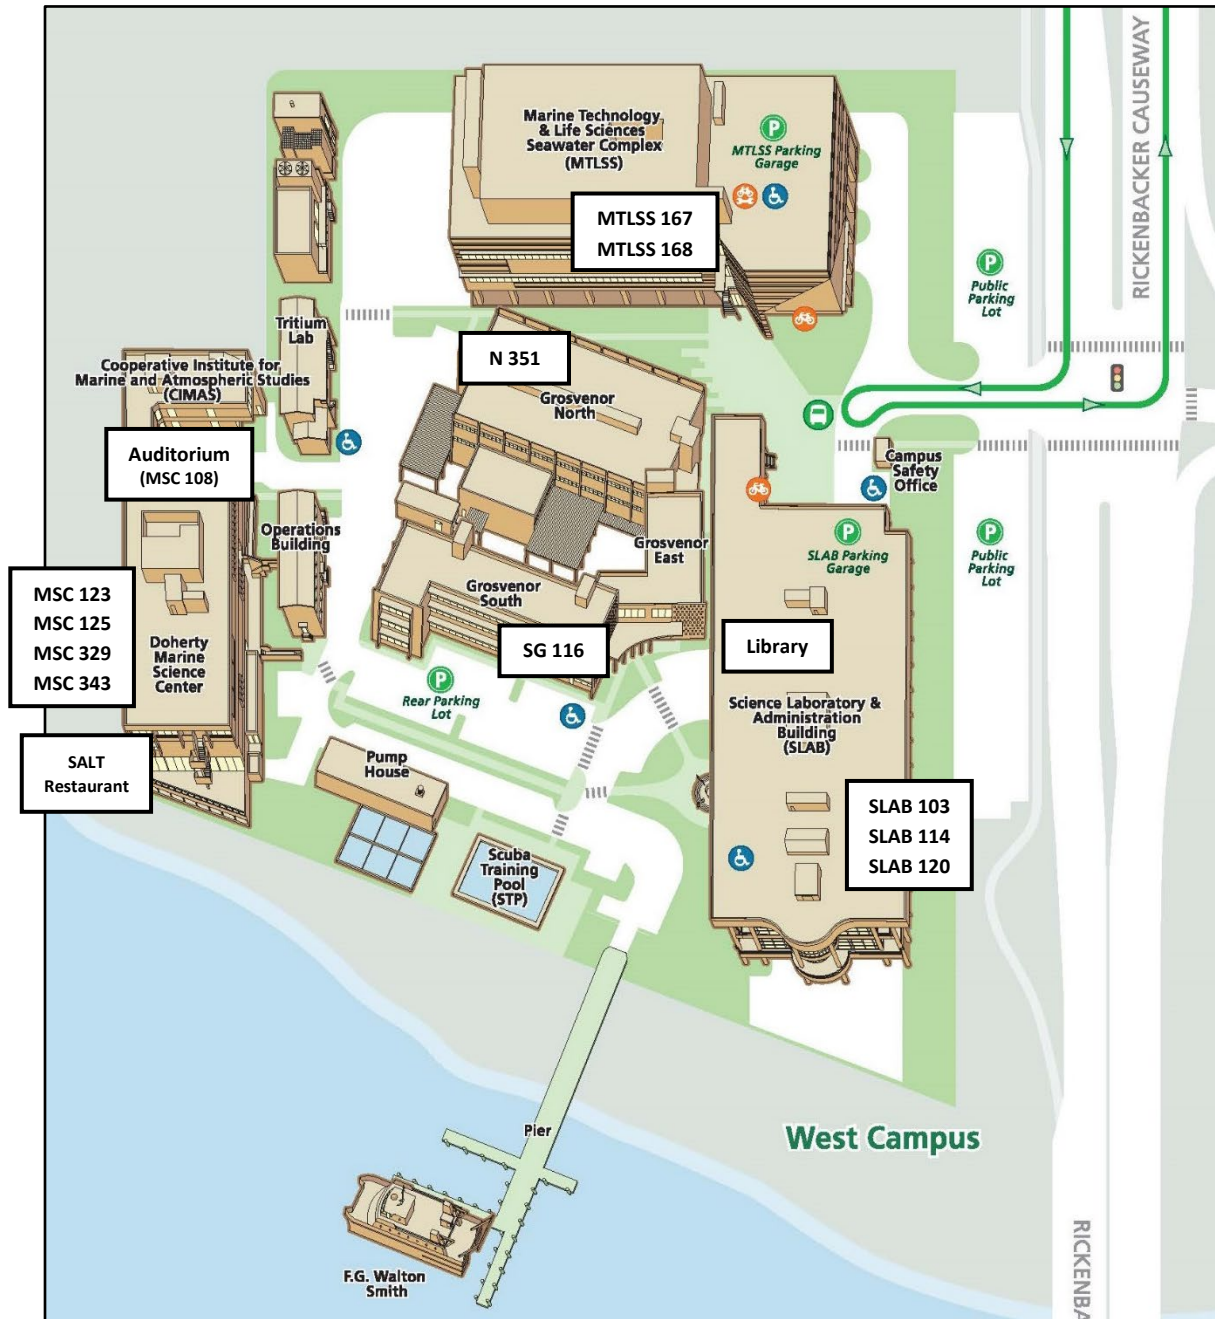 Marine Technology
& Life Sciences
Seawater Complex
(MTLSS)
P
MTLSS Parking
Garage
MTLSS 167
MTLSS 168
RICKENBACKER CAUSEWAY
P
Public
Parking
Lot
Tritium
Lab
N 351
Grosvenor
North
Cooperative Institute for
Marine and Atmospheric Studies
(CIMAS)
Auditorium
(MSC 108)
Campus
Safety
Office
Operations
Building
Grosvenor
East
P
SLAB Parking
Garage
P
Public
Parking
Lot
Grosvenor
South
MSC 123
MSC 125
MSC 329
MSC 343
Doherty
Marine
Science
Center
SG 116
Library
P
Rear Parking
Lot
Science Laboratory &
Administration
Building
(SLAB)
SALT
Restaurant
Pump
House
SLAB 103
SLAB 114
SLAB 120
Scuba
Training
Pool
(STP)
Pier
West Campus
F.G. Walton
Smith
RICKENBA